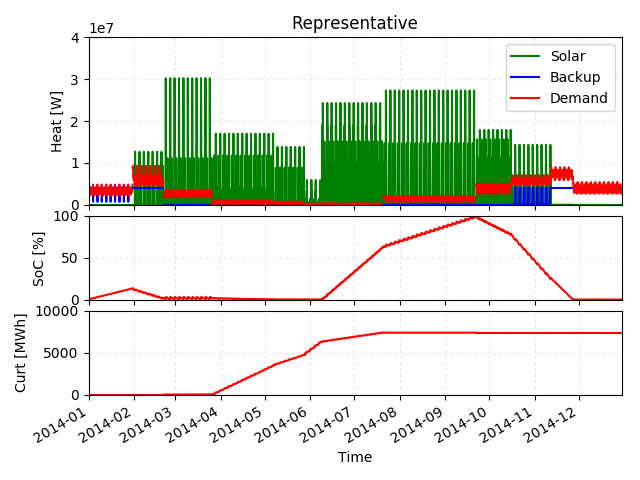 Representative
1e7
4
3
2
1
0
Heat [W]
Solar
Backup
Demand
100
50
0
SoC [%]
10000
5000
0
Curt [MWh]
2014-01
2014-02
2014-03
2014-04
2014-05
2014-06
2014-07
2014-08
2014-09
2014-10
2014-11
2014-12
Time